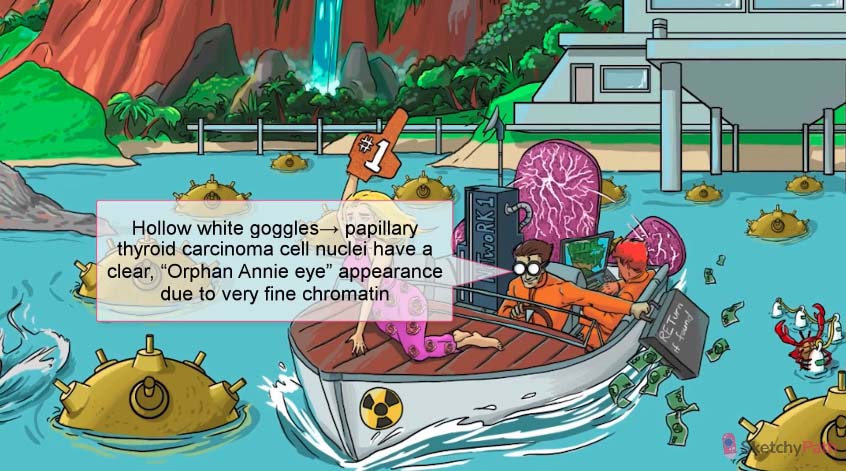 #1
Hollow white goggles→ papillary
thyroid carcinoma cell nuclei have a
clear, “Orphan Annie eye” appearance
due to very fine chromatin
TwoRK1
RETurn
if found
SketchyPath